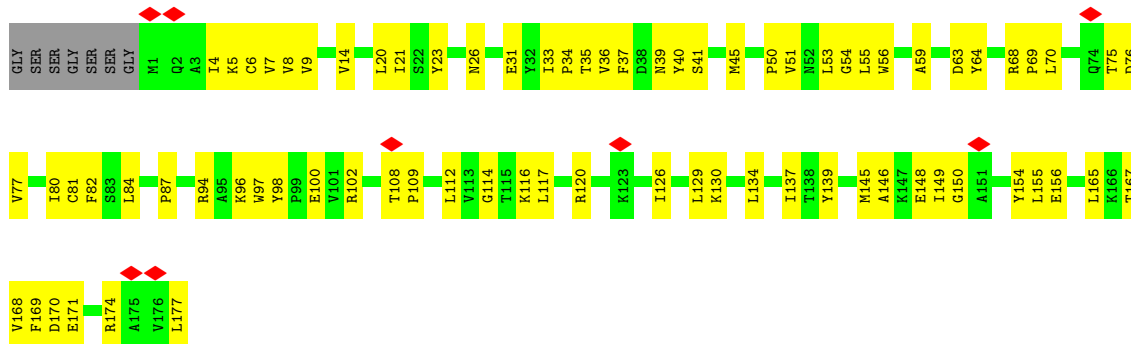 GLY SER SER GLY SER SER GLY M1 Q2 A3 I4 K5 C6 V7 V8 V9 V14 L20 I21 S22 Y23 N26 E31 Y32 I33 P34 T35 V36 F37 D38 N39 Y40 S41 M45 P50 V51 N52 L53 G54 L55 W56 A59 D63 Y64 R68 P69 L70 Q74 T75 D76
V77 I80 C81 F82 S83 L84 P87 R94 A95 K96 W97 Y98 P99 E100 V101 R102 T108 P109 L112 V113 G114 T115 K116 L117 R120 K123 I126 L129 K130 L134 I137 T138 Y139 M145 A146 K147 E148 I149 G150 A151 Y154 L155 E156 L165 K166 T167
V168 F169 D170 E171 R174 A175 V176 L177